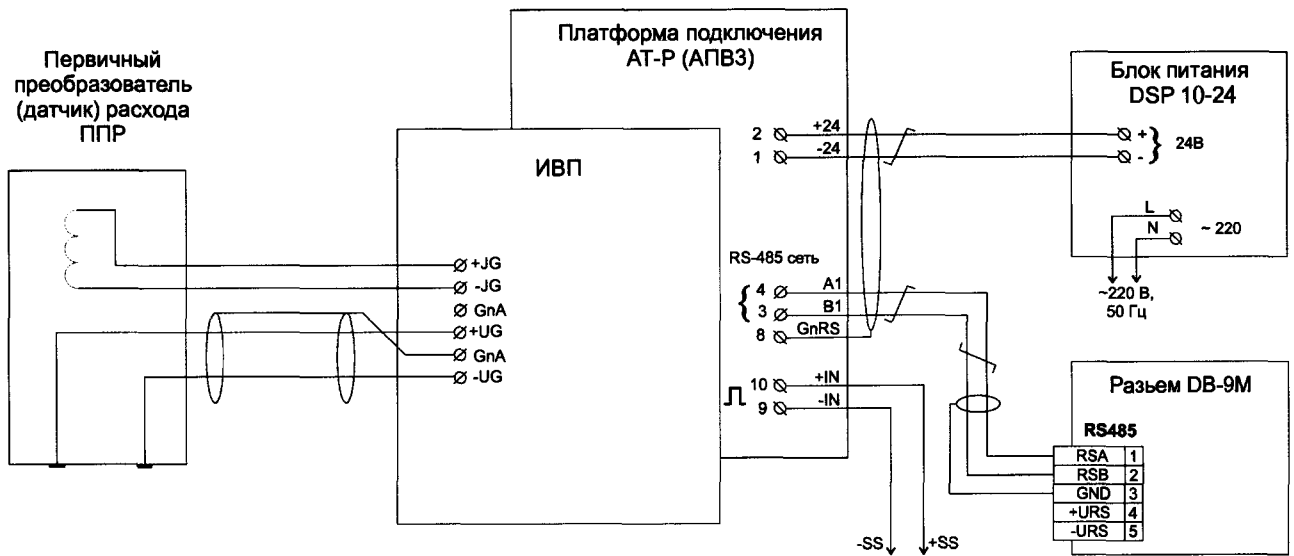 Первичный
преобразователь
(датчик) расхода
ППР
Платформа подключения
АТ-Р (АПВ3)
ИВП
+JG
-JG
GnA
+UG
GnA
-UG
2 +24
1 -24
RS-485 сеть
{ 4 A1
3 B1
8 GnRS
10 +IN
9 -IN
-SS +SS
Блок питания
DSP 10-24
+ } 24В
-
L
N ~ 220
~220 В,
50 Гц
Разьем DB-9M
RS485
RSA 1
RSB 2
GND 3
+URS 4
-URS 5